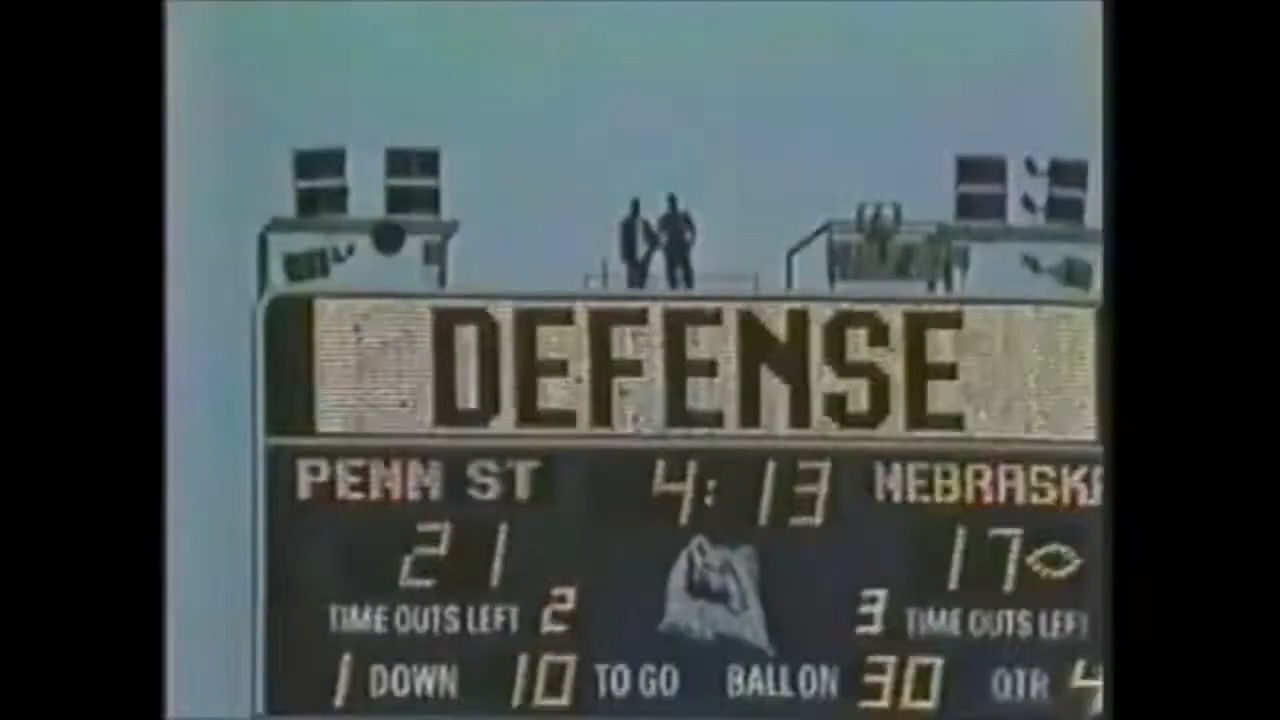 DEFENSE
PENN ST 4:13 NEBRASKA
21 17
TIME OUTS LEFT 2 3 TIME OUTS LEFT
1 DOWN 10 TO GO BALL ON 30 QTR 4